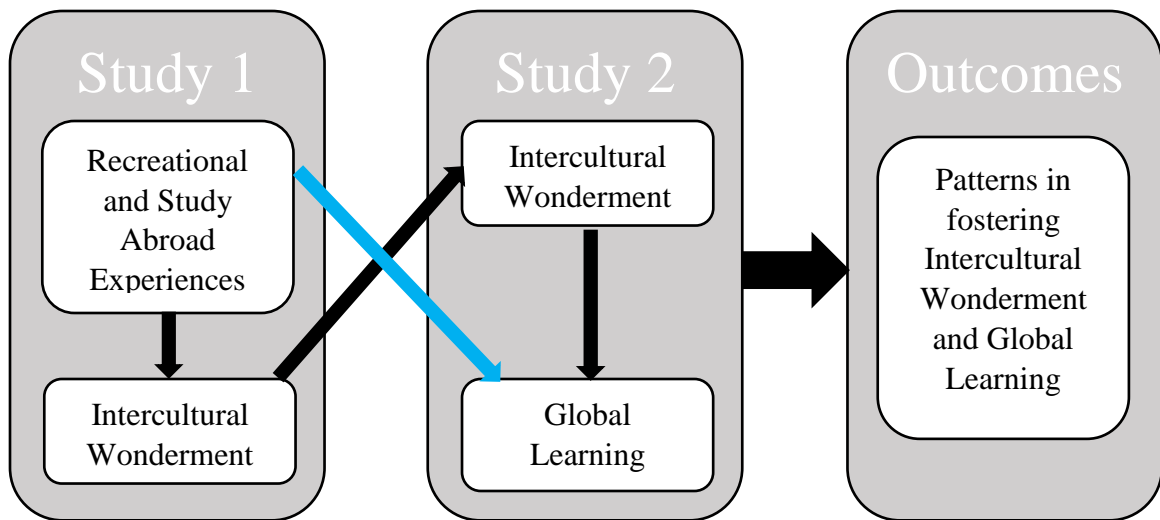 Study 1
Recreational
and Study
Abroad
Experiences
Intercultural
Wonderment
Study 2
Intercultural
Wonderment
Global
Learning
Outcomes
Patterns in
fostering
Intercultural
Wonderment
and Global
Learning